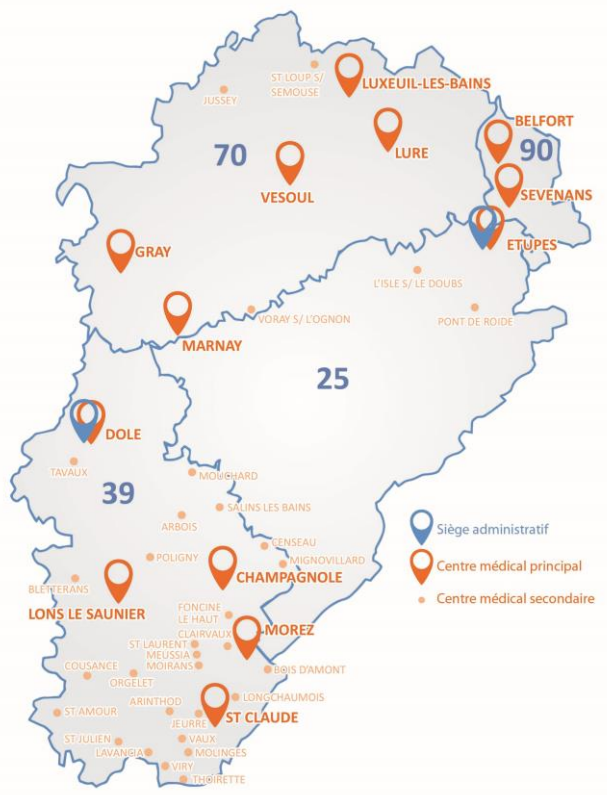 ST LOUP S/
SEMOUSE
LUXEUIL-LES-BAINS
JUSSEY
BELFORT
70
LURE
90
VESOUL
SEVENANS
GRAY
ETUPES
L'ISLE S/ LE DOUBS
VORAY S/ L'OGNON
PONT DE ROIDE
MARNAY
25
DOLE
TAVAUX
MOUCHARD
39
SALINS LES BAINS
ARBOIS
Siège administratif
CENSEAU
POLIGNY
MIGNOVILLARD
Centre médical principal
CHAMPAGNOLE
BLETTERANS
Centre médical secondaire
LONS LE SAUNIER
FONCINE
LE HAUT
CLAIRVAUX
MOREZ
ST LAURENT
MEUSSIA
MOIRANS
COUSANCE
ORGELET
BOIS D'AMONT
ARINTHOD
LONGCHAUMOIS
ST AMOUR
JEURRE
ST CLAUDE
ST JULIEN
VAUX
LAVANCIA
MOLINGES
VIRY
THOIRETTE